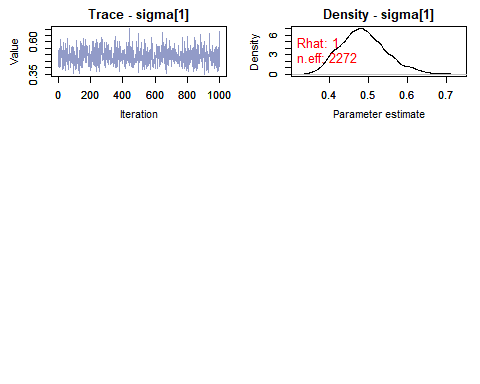 Trace - sigma[1]
Value
0.35
0.60
0
200
400
600
800
1000
Iteration
Density - sigma[1]
Density
0
3
7
Rhat: 1
n.eff: 2272
0.4
0.5
0.6
0.7
Parameter estimate